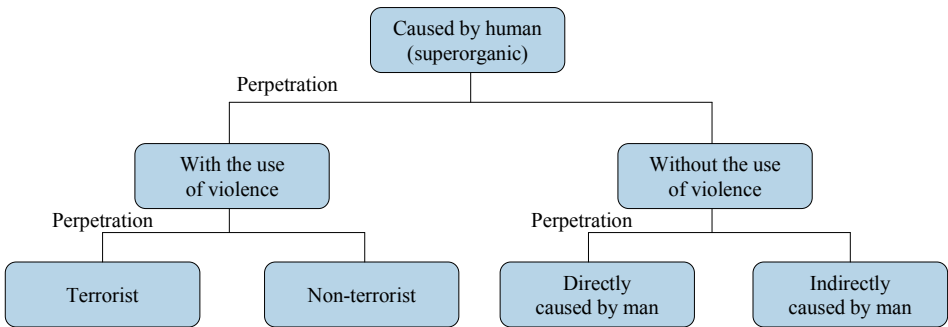 Caused by human
(superorganic)
Perpetration
With the use
of violence
Without the use
of violence
Perpetration
Perpetration
Terrorist
Non-terrorist
Directly
caused by man
Indirectly
caused by man